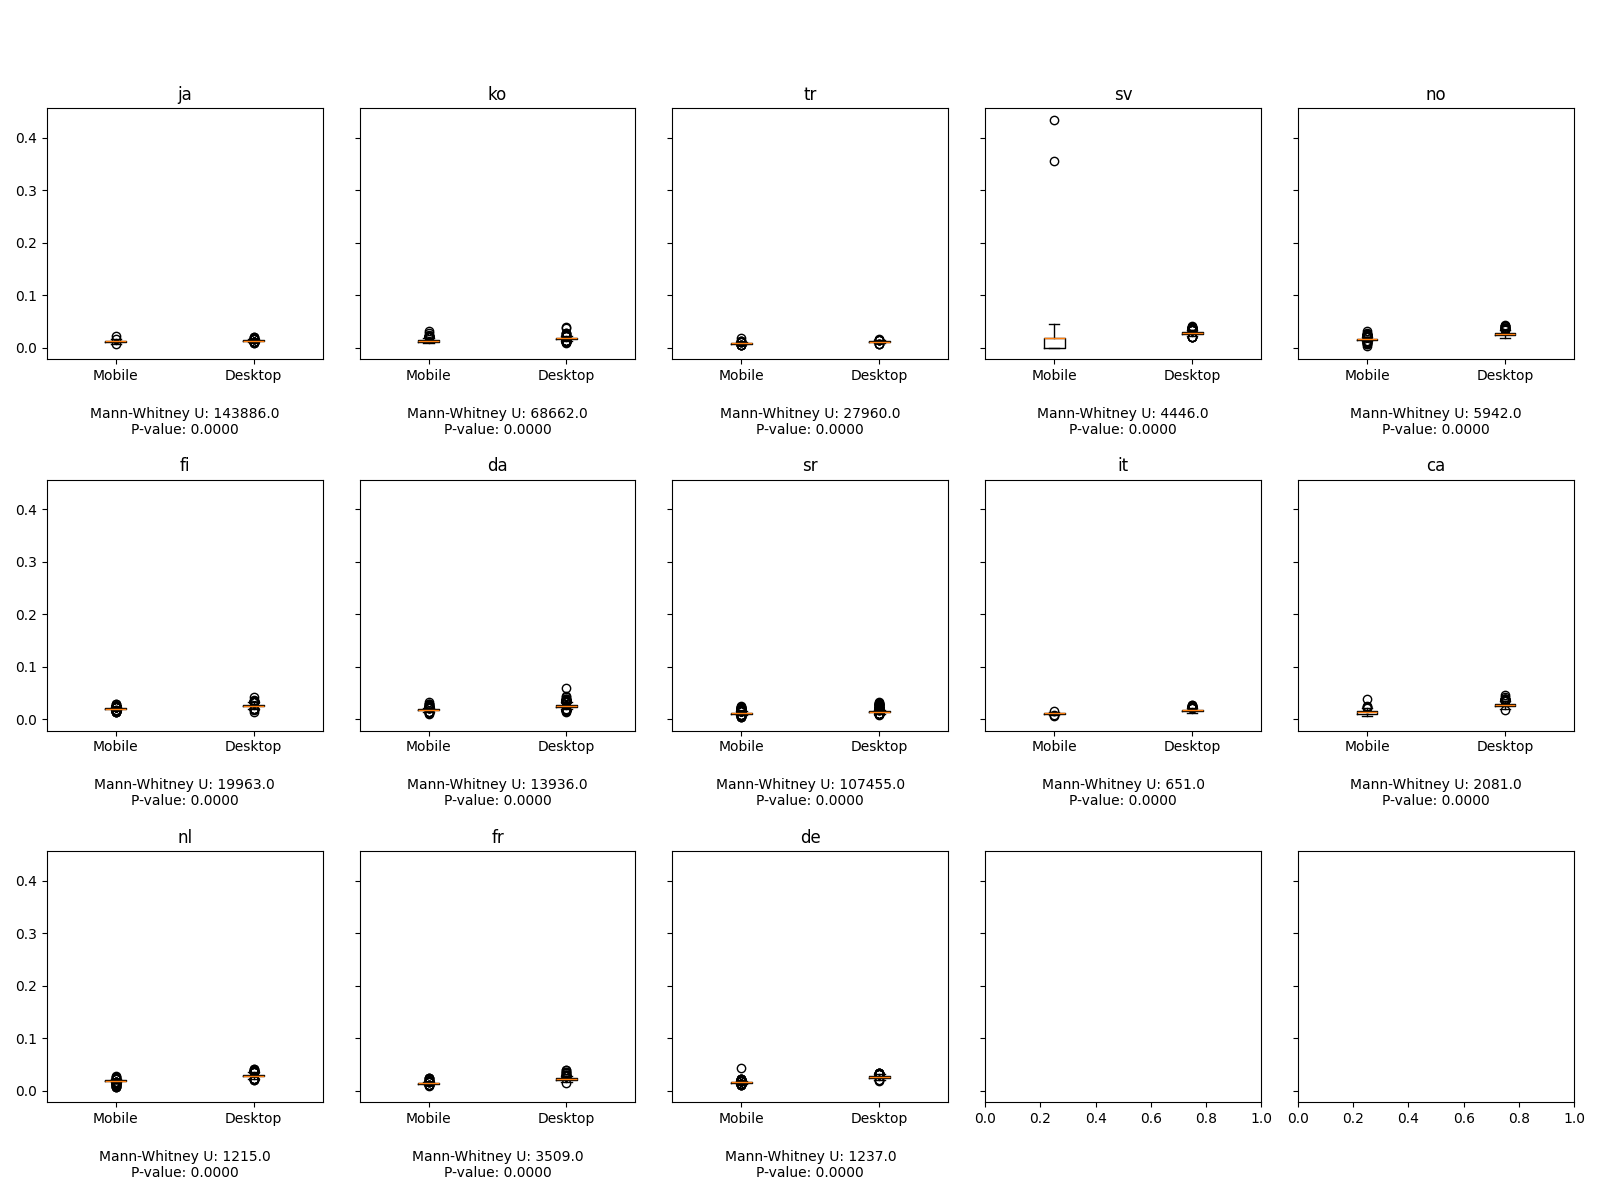 ja ko tr sv no
0.4
0.3
0.2
0.1
0.0
Mobile Desktop Mobile Desktop Mobile Desktop Mobile Desktop Mobile Desktop
Mann-Whitney U: 143886.0 Mann-Whitney U: 68662.0 Mann-Whitney U: 27960.0 Mann-Whitney U: 4446.0 Mann-Whitney U: 5942.0
P-value: 0.0000 P-value: 0.0000 P-value: 0.0000 P-value: 0.0000 P-value: 0.0000
fi da sr it ca
0.4
0.3
0.2
0.1
0.0
Mobile Desktop Mobile Desktop Mobile Desktop Mobile Desktop Mobile Desktop
Mann-Whitney U: 19963.0 Mann-Whitney U: 13936.0 Mann-Whitney U: 107455.0 Mann-Whitney U: 651.0 Mann-Whitney U: 2081.0
P-value: 0.0000 P-value: 0.0000 P-value: 0.0000 P-value: 0.0000 P-value: 0.0000
nl fr de
0.4
0.3
0.2
0.1
0.0
Mobile Desktop Mobile Desktop Mobile Desktop 0.0 0.2 0.4 0.6 0.8 1.0 0.0 0.2 0.4 0.6 0.8 1.0
Mann-Whitney U: 1215.0 Mann-Whitney U: 3509.0 Mann-Whitney U: 1237.0
P-value: 0.0000 P-value: 0.0000 P-value: 0.0000